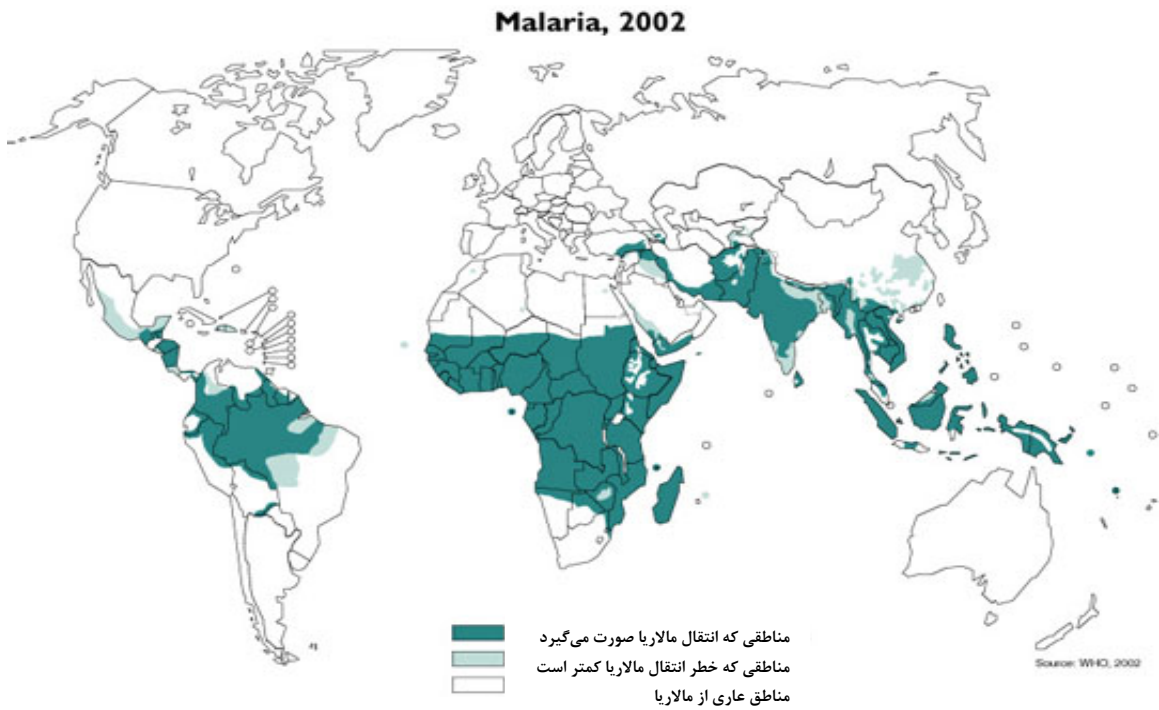 Malaria, 2002
مناطقی که انتقال مالاریا صورت می‌گیرد
مناطقی که خطر انتقال مالاریا کمتر است
مناطق عاری از مالاریا
Source: WHO, 2002